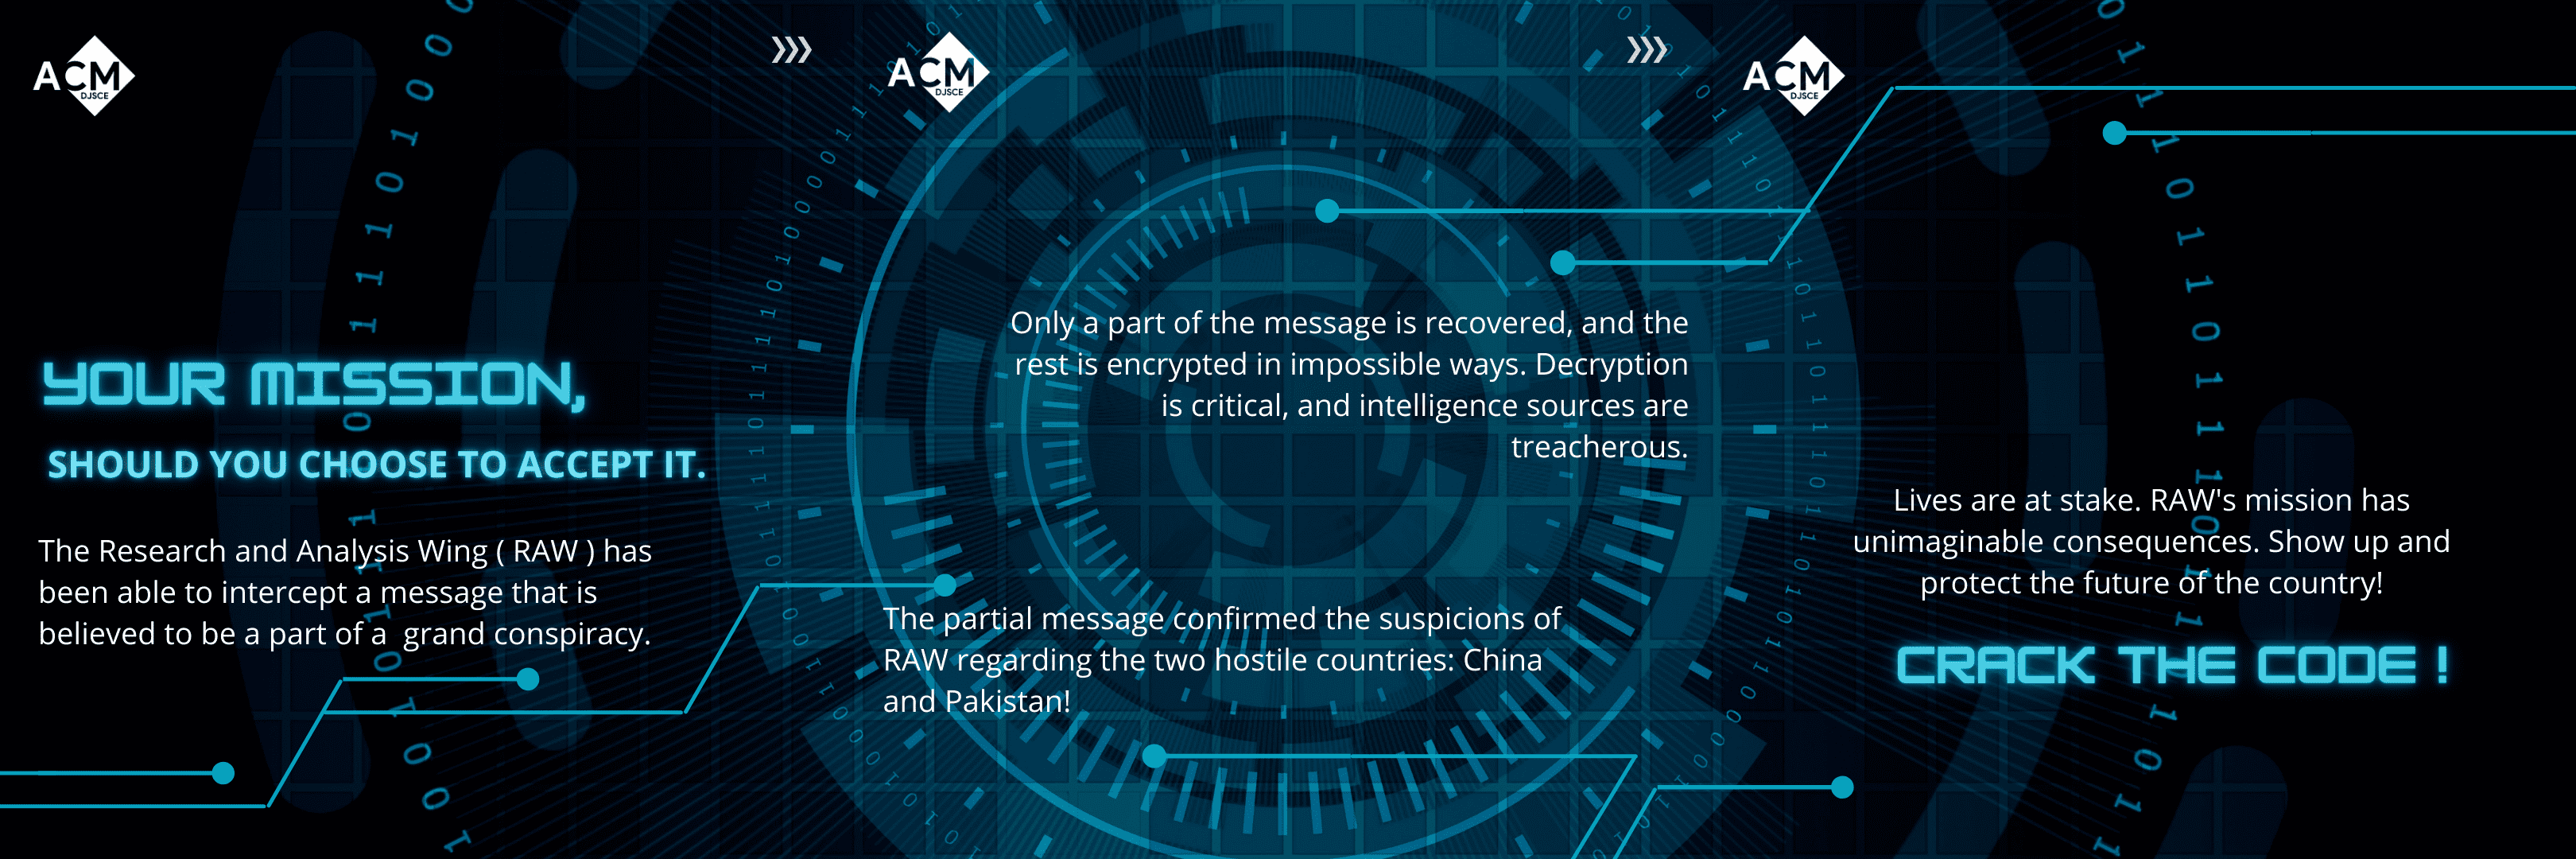 ACM
DJSCE
YOUR MISSION,
SHOULD YOU CHOOSE TO ACCEPT IT.
The Research and Analysis Wing ( RAW ) has
been able to intercept a message that is
believed to be a part of a  grand conspiracy.
❯❯❯
ACM
DJSCE
Only a part of the message is recovered, and the
rest is encrypted in impossible ways. Decryption
is critical, and intelligence sources are
treacherous.
The partial message confirmed the suspicions of
RAW regarding the two hostile countries: China
and Pakistan!
❯❯❯
ACM
DJSCE
Lives are at stake. RAW's mission has
unimaginable consequences. Show up and
protect the future of the country!
CRACK THE CODE !